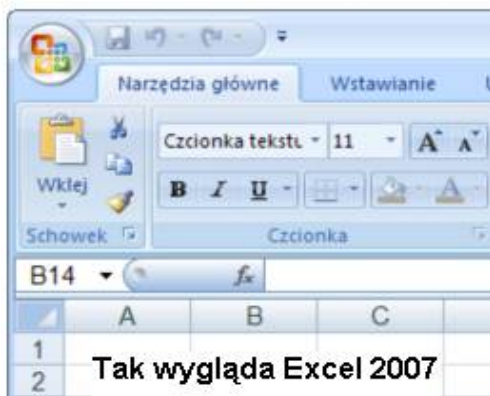 Narzędzia główne Wstawianie
Czcionka tekstu 11 A A
Wklej
B I U A
Schowek Czcionka
B14 fx
A B C
1
Tak wygląda Excel 2007
2